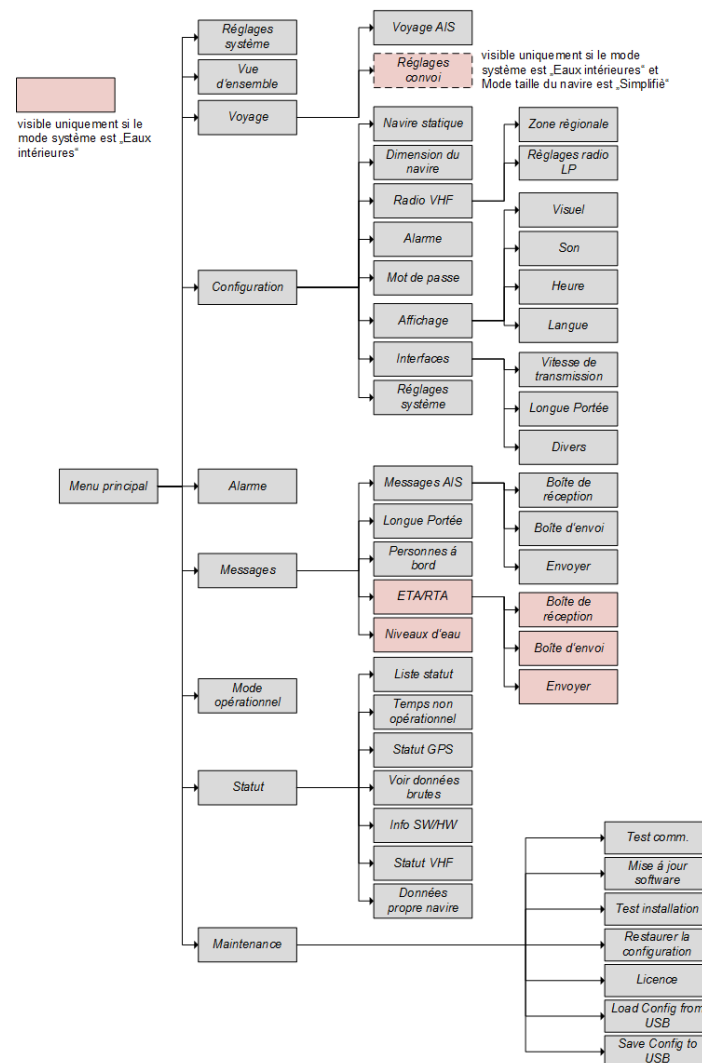 visible uniquement si le
mode système est „Eaux
intérieures“
Menu principal
Réglages
système
Vue
d'ensemble
Voyage
Voyage AIS
Réglages
convoi
visible uniquement si le mode
système est „Eaux intérieures“ et
Mode taille du navire est „Simplifiè“
Configuration
Navire statique
Dimension du
navire
Radio VHF
Zone règionale
Réglages radio
LP
Alarme
Mot de passe
Affichage
Visuel
Son
Heure
Langue
Interfaces
Vitesse de
transmission
Longue Portée
Divers
Réglages
système
Alarme
Messages
Messages AIS
Boîte de
réception
Boîte d'envoi
Envoyer
Longue Portée
Personnes á
bord
ETA/RTA
Boîte de
réception
Boîte d'envoi
Envoyer
Niveaux d'eau
Mode
opérationnel
Statut
Liste statut
Temps non
opérationnel
Statut GPS
Voir données
brutes
Info SW/HW
Statut VHF
Données
propre navire
Maintenance
Test comm.
Mise á jour
software
Test installation
Restaurer la
configuration
Licence
Load Config from
USB
Save Config to
USB